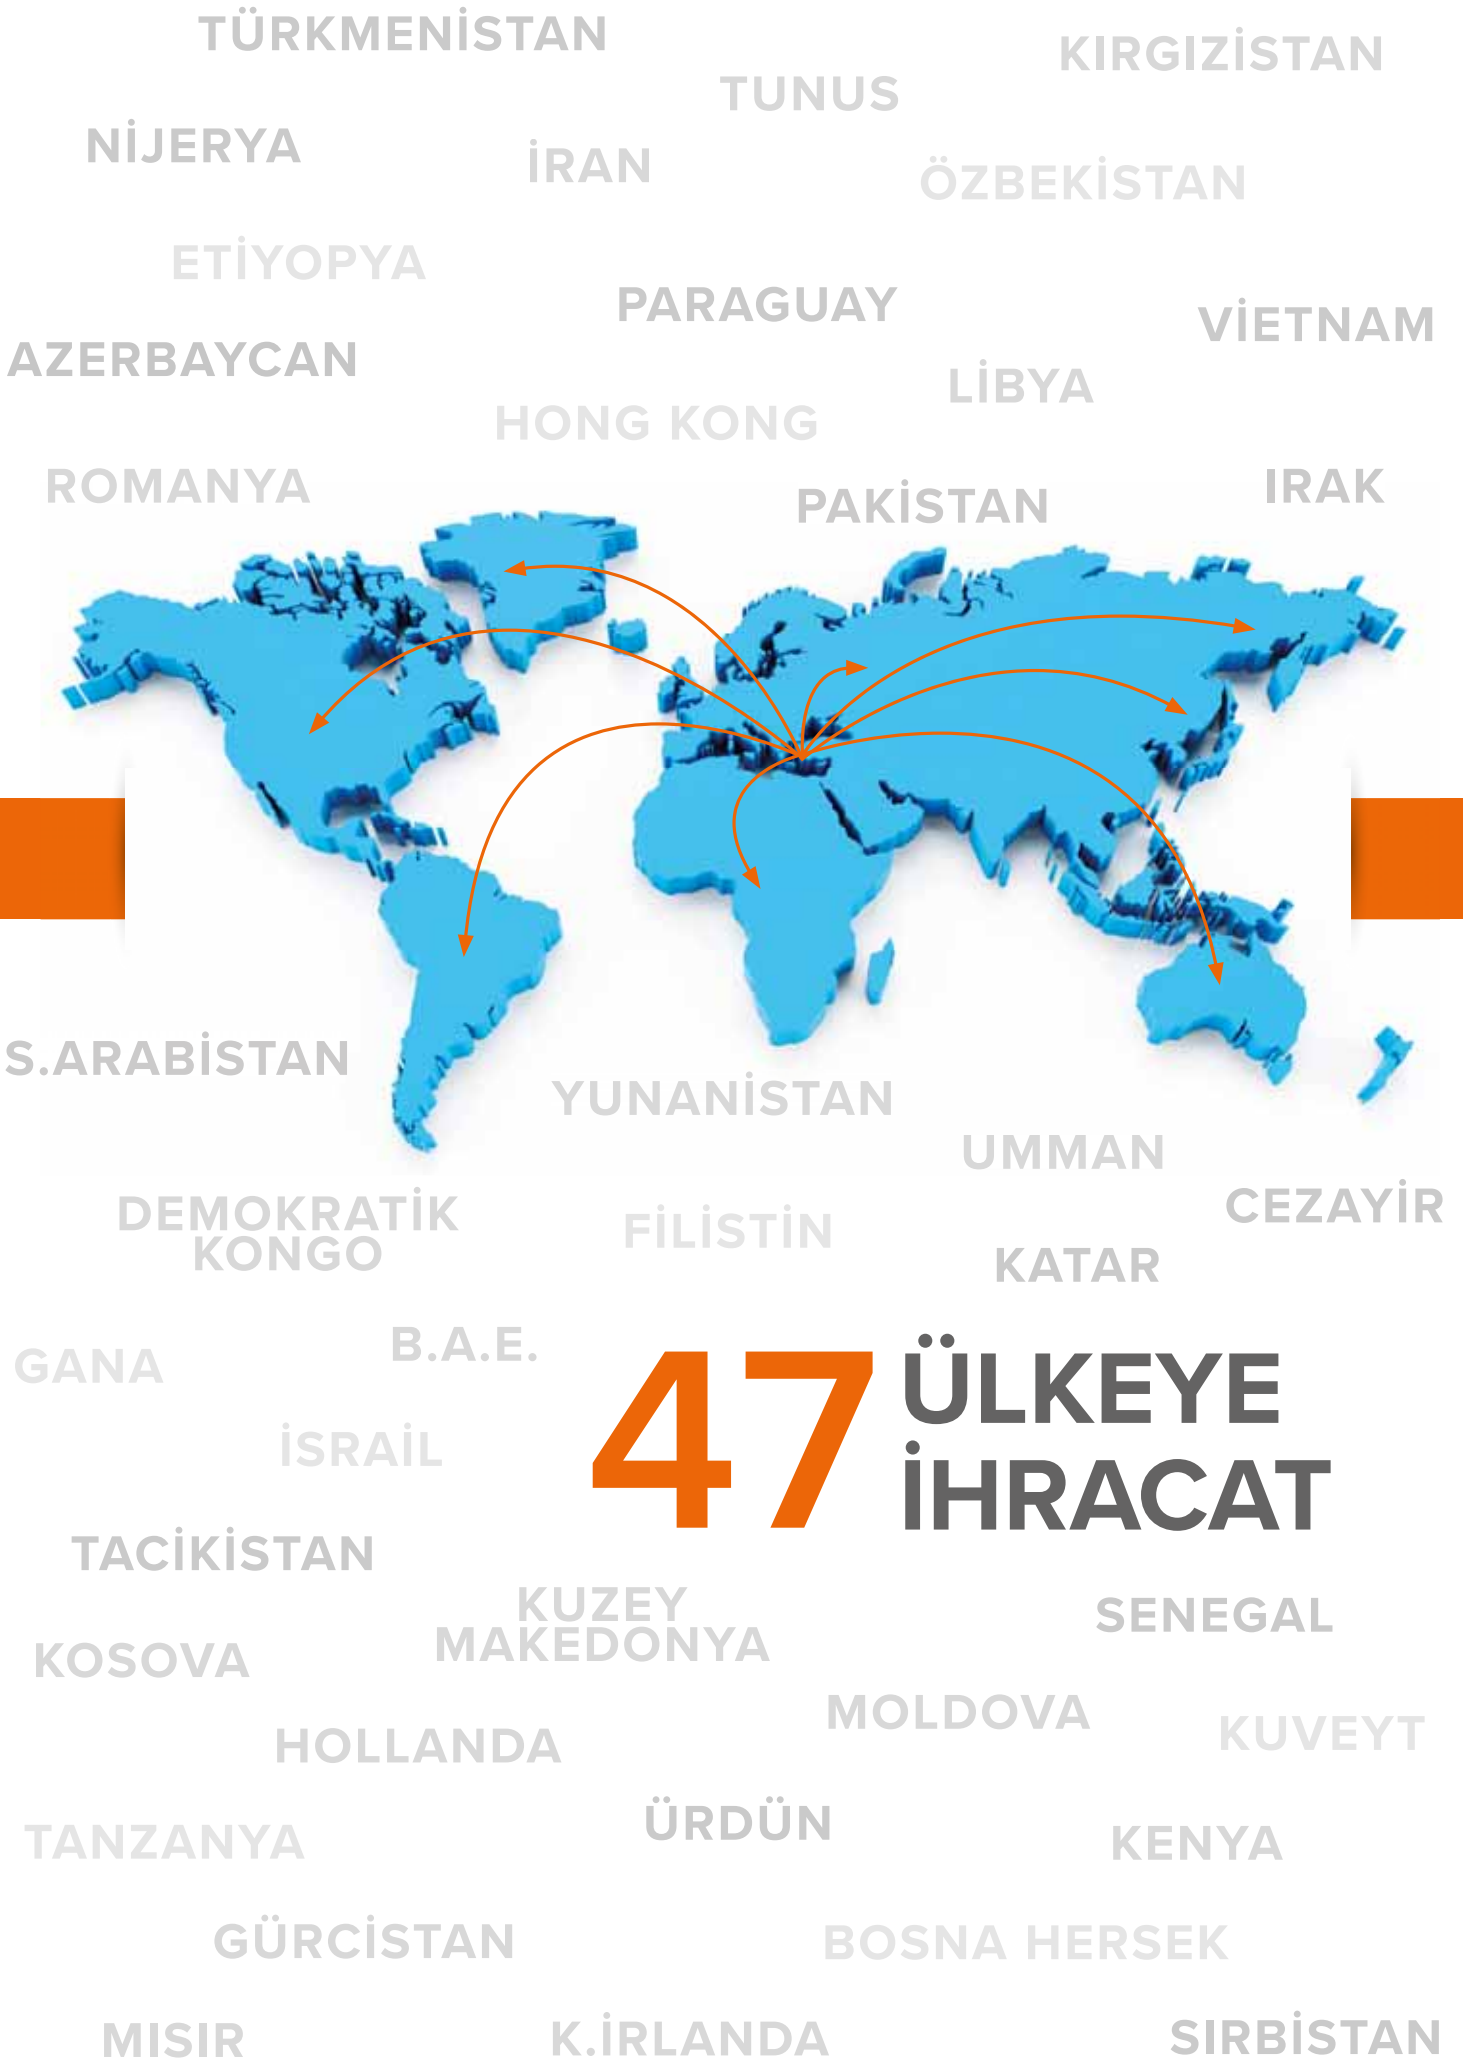 TÜRKMENİSTAN
KIRGIZİSTAN
TUNUS
NİJERYA
İRAN
ÖZBEKİSTAN
ETİYOPYA
PARAGUAY
VİETNAM
AZERBAYCAN
LİBYA
HONG KONG
ROMANYA
IRAK
PAKİSTAN
S.ARABİSTAN
YUNANİSTAN
UMMAN
CEZAYİR
DEMOKRATİK
KONGO
FİLİSTİN
KATAR
B.A.E.
GANA
47
ÜLKEYE
İHRACAT
İSRAİL
TACİKİSTAN
KUZEY
MAKEDONYA
SENEGAL
KOSOVA
MOLDOVA
KUVEYT
HOLLANDA
ÜRDÜN
TANZANYA
KENYA
GÜRCİSTAN
BOSNA HERSEK
MISIR
K.İRLANDA
SIRBİSTAN